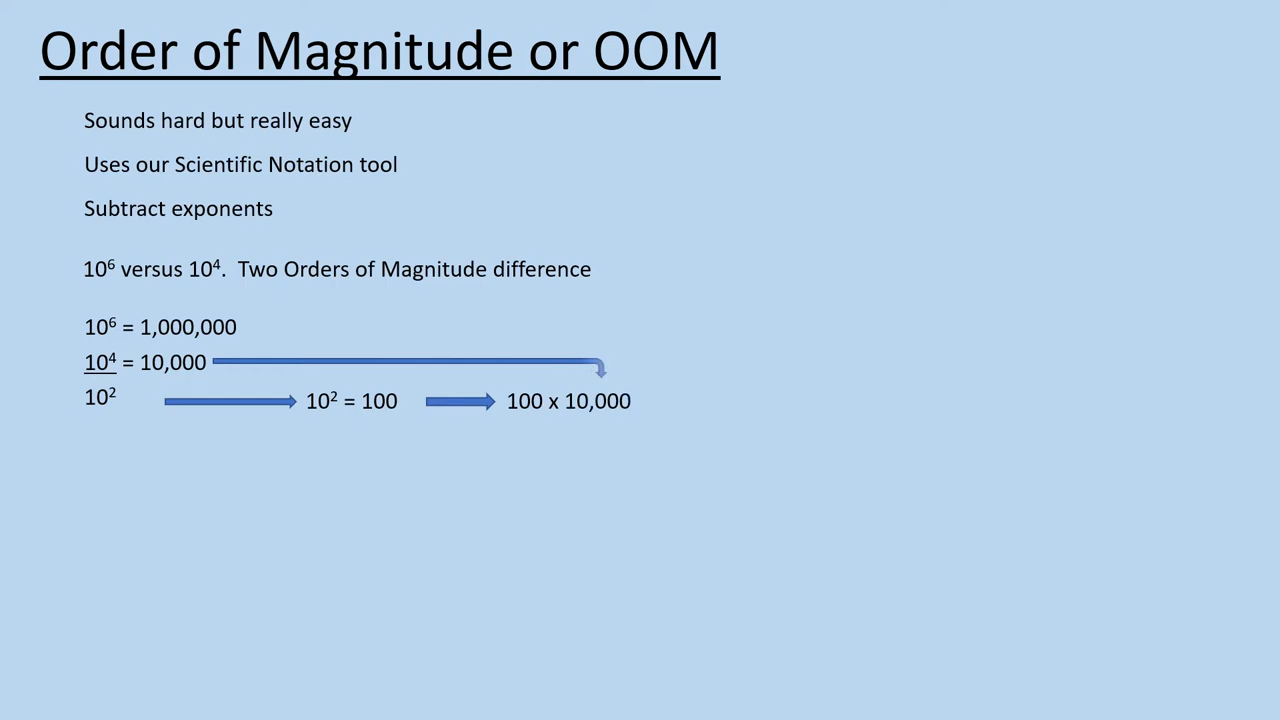 Order of Magnitude or OOM
Sounds hard but really easy
Uses our Scientific Notation tool
Subtract exponents
10⁶ versus 10⁴.  Two Orders of Magnitude difference
10⁶ = 1,000,000
10⁴ = 10,000
10² 10² = 100 100 x 10,000